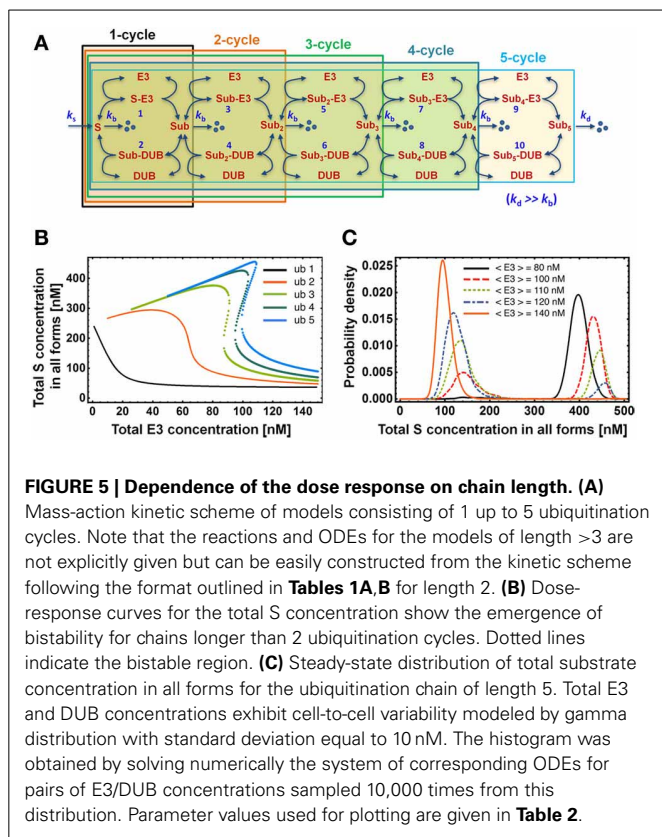 A
1-cycle
2-cycle
3-cycle
4-cycle
5-cycle
E3 E3 E3 E3 E3
S-E3 Sub-E3 Sub2-E3 Sub3-E3 Sub4-E3
1 3 5 7 9
ks S kb Sub kb Sub2 kb Sub3 kb Sub4 kb Sub5 kd
2 4 6 8 10
Sub-DUB Sub2-DUB Sub3-DUB Sub4-DUB Sub5-DUB
DUB DUB DUB DUB DUB
(kd >> kb)
B
Total S concentration
in all forms [nM]
400
300
200
100
0
0 20 40 60 80 100 120 140
Total E3 concentration [nM]
ub 1
ub 2
ub 3
ub 4
ub 5
C
Probability density
0.025
0.020
0.015
0.010
0.005
0.000
0 100 200 300 400 500
Total S concentration in all forms [nM]
< E3 > = 80 nM
< E3 > = 100 nM
< E3 > = 110 nM
< E3 > = 120 nM
< E3 > = 140 nM
FIGURE 5 | Dependence of the dose response on chain length. (A)
Mass-action kinetic scheme of models consisting of 1 up to 5 ubiquitination
cycles. Note that the reactions and ODEs for the models of length >3 are
not explicitly given but can be easily constructed from the kinetic scheme
following the format outlined in Tables 1A,B for length 2. (B) Dose-
response curves for the total S concentration show the emergence of
bistability for chains longer than 2 ubiquitination cycles. Dotted lines
indicate the bistable region. (C) Steady-state distribution of total substrate
concentration in all forms for the ubiquitination chain of length 5. Total E3
and DUB concentrations exhibit cell-to-cell variability modeled by gamma
distribution with standard deviation equal to 10 nM. The histogram was
obtained by solving numerically the system of corresponding ODEs for
pairs of E3/DUB concentrations sampled 10,000 times from this
distribution. Parameter values used for plotting are given in Table 2.